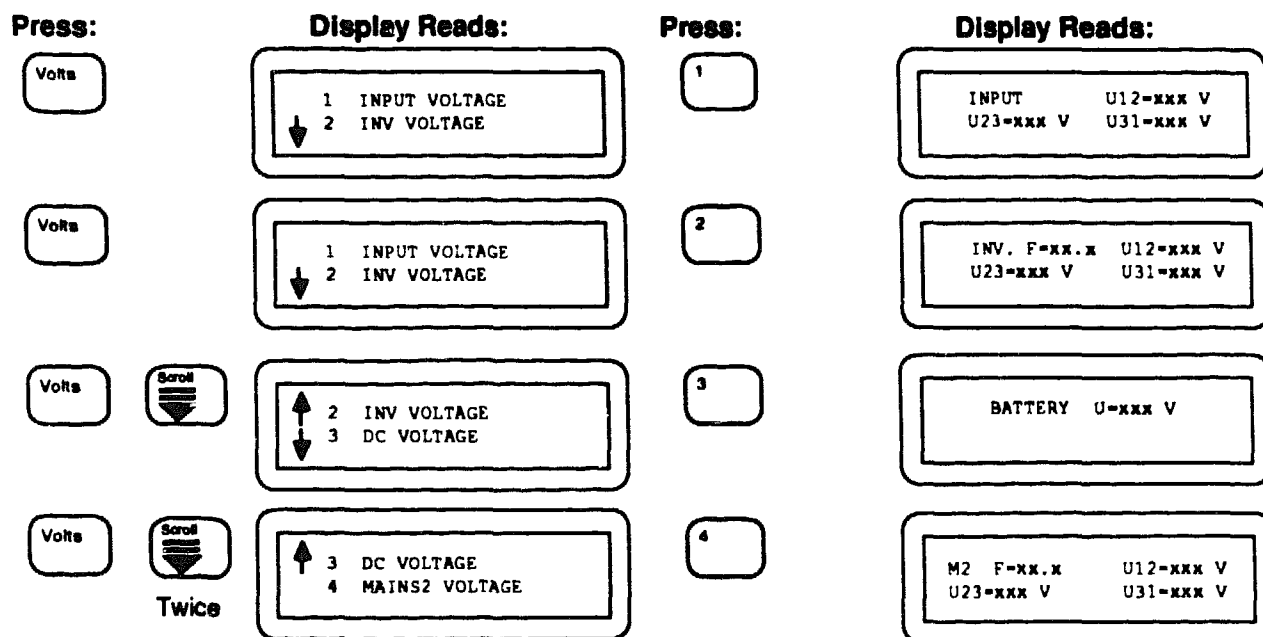 Press: Display Reads: Press: Display Reads:
Volts
1 INPUT VOLTAGE
2 INV VOLTAGE
1
INPUT U12=xxx V
U23=xxx V U31=xxx V
Volts
1 INPUT VOLTAGE
2 INV VOLTAGE
2
INV. F=xx.x U12=xxx V
U23=xxx V U31=xxx V
Volts
Scroll
2 INV VOLTAGE
3 DC VOLTAGE
3
BATTERY U=xxx V
Volts
Scroll
Twice
3 DC VOLTAGE
4 MAINS2 VOLTAGE
4
M2 F=xx.x U12=xxx V
U23=xxx V U31=xxx V